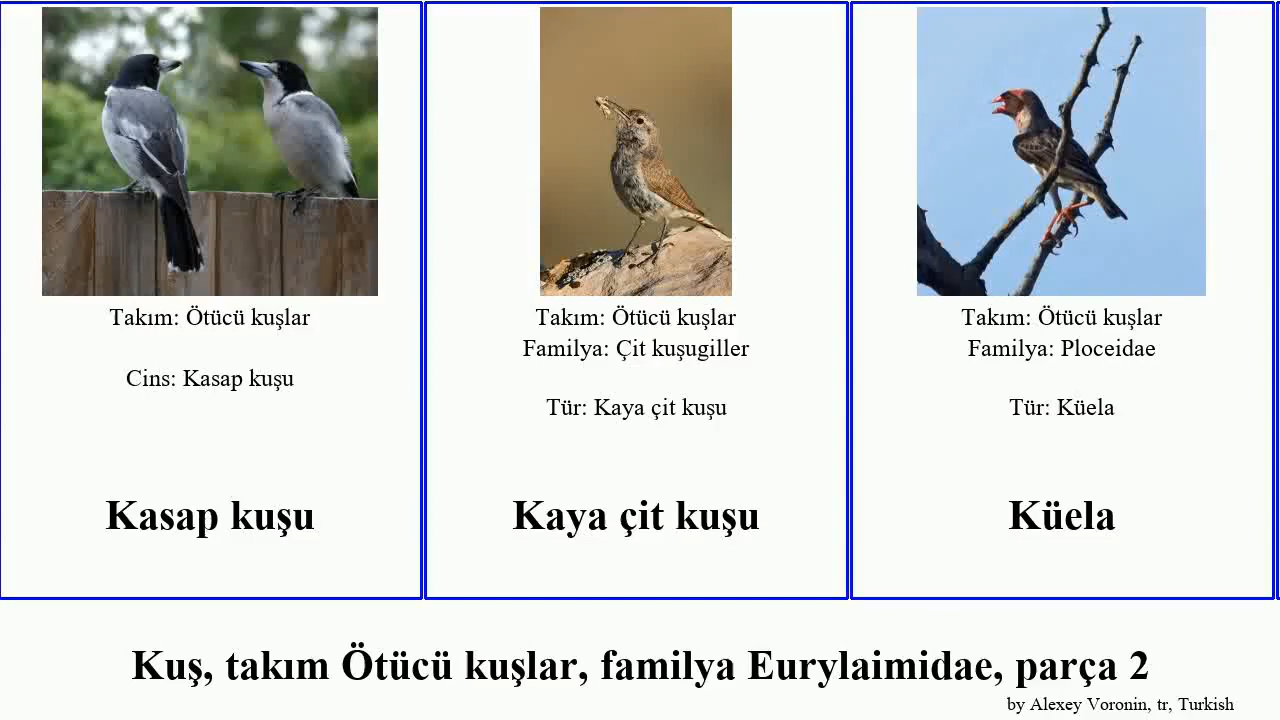 Takım: Ötücü kuşlar
Cins: Kasap kuşu
Kasap kuşu
Takım: Ötücü kuşlar
Familya: Çit kuşugiller
Tür: Kaya çit kuşu
Kaya çit kuşu
Takım: Ötücü kuşlar
Familya: Ploceidae
Tür: Küela
Küela
Kuş, takım Ötücü kuşlar, familya Eurylaimidae, parça 2
by Alexey Voronin, tr, Turkish